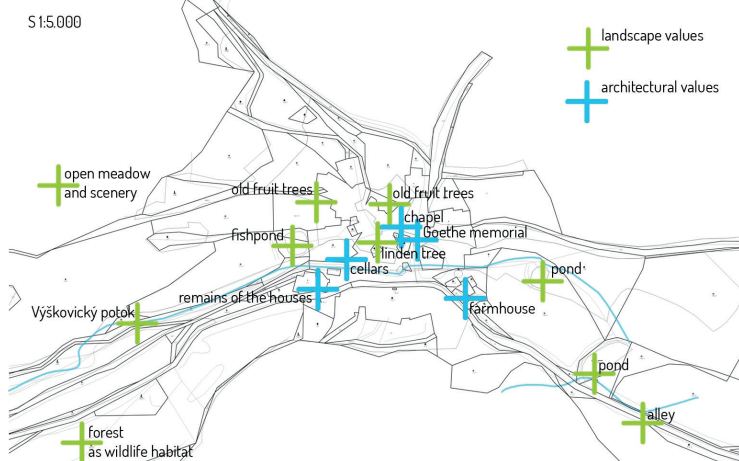 S 1:5.000
landscape values
architectural values
open meadow
and scenery
old fruit trees
old fruit trees
chapel
Goethe memorial
fishpond
linden tree
cellars
pond
remains of the houses
farmhouse
Výškovický potok
pond
alley
forest
as wildlife habitat